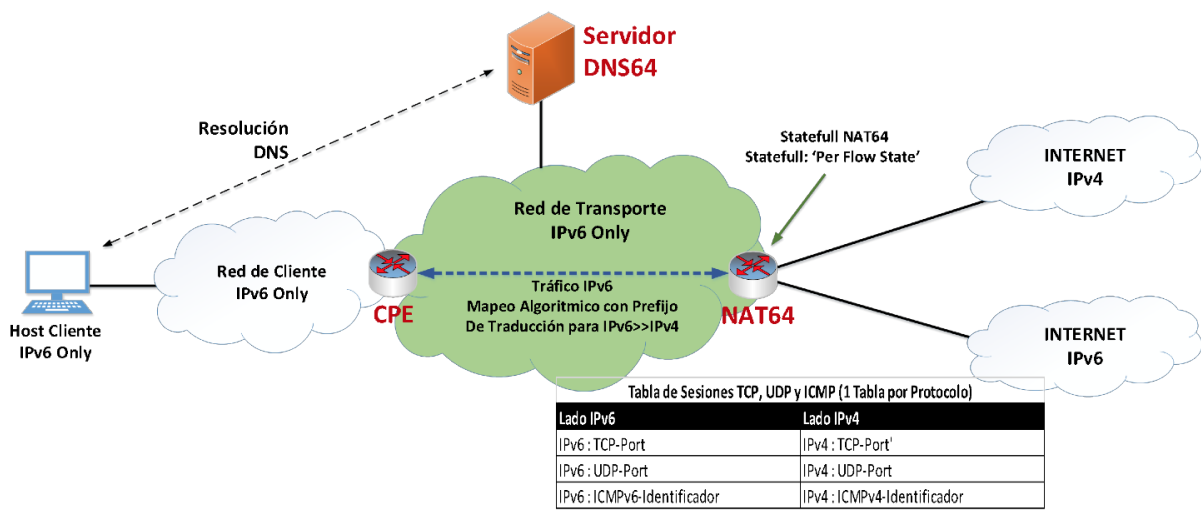 Servidor
DNS64
Resolución
DNS
Statefull NAT64
Statefull: ‘Per Flow State’
INTERNET
IPv4
Red de Transporte
IPv6 Only
Red de Cliente
IPv6 Only
Host Cliente
IPv6 Only
CPE
Tráfico IPv6
Mapeo Algoritmico con Prefijo
De Traducción para IPv6>>IPv4
NAT64
INTERNET
IPv6
Tabla de Sesiones TCP, UDP y ICMP (1 Tabla por Protocolo)
Lado IPv6 Lado IPv4
IPv6 : TCP-Port IPv4 : TCP-Port'
IPv6 : UDP-Port IPv4 : UDP-Port
IPv6 : ICMPv6-Identificador IPv4 : ICMPv4-Identificador